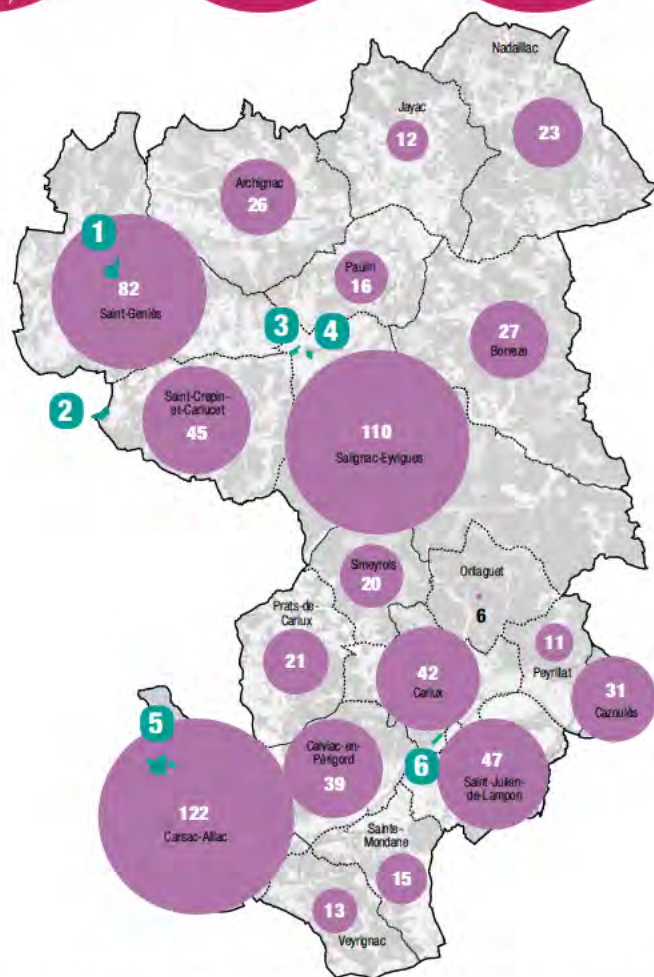 Nadaillac
23
Jayac
12
Archignac
26
1
82
Saint-Geniès
Paulin
16
3
4
27
Borrèze
2
Saint-Crépin-
et-Carlucet
45
110
Salignac-Eyvigues
Simeyrols
20
Orliaguet
6
Prats-de-
Carlux
21
42
Carlux
11
Peyrillat
31
Cazoulès
5
122
Carsac-Aillac
Calviac-en-
Périgord
39
6
47
Saint-Julien-
de-Lampon
Sainte-
Mondane
15
13
Veyrignac